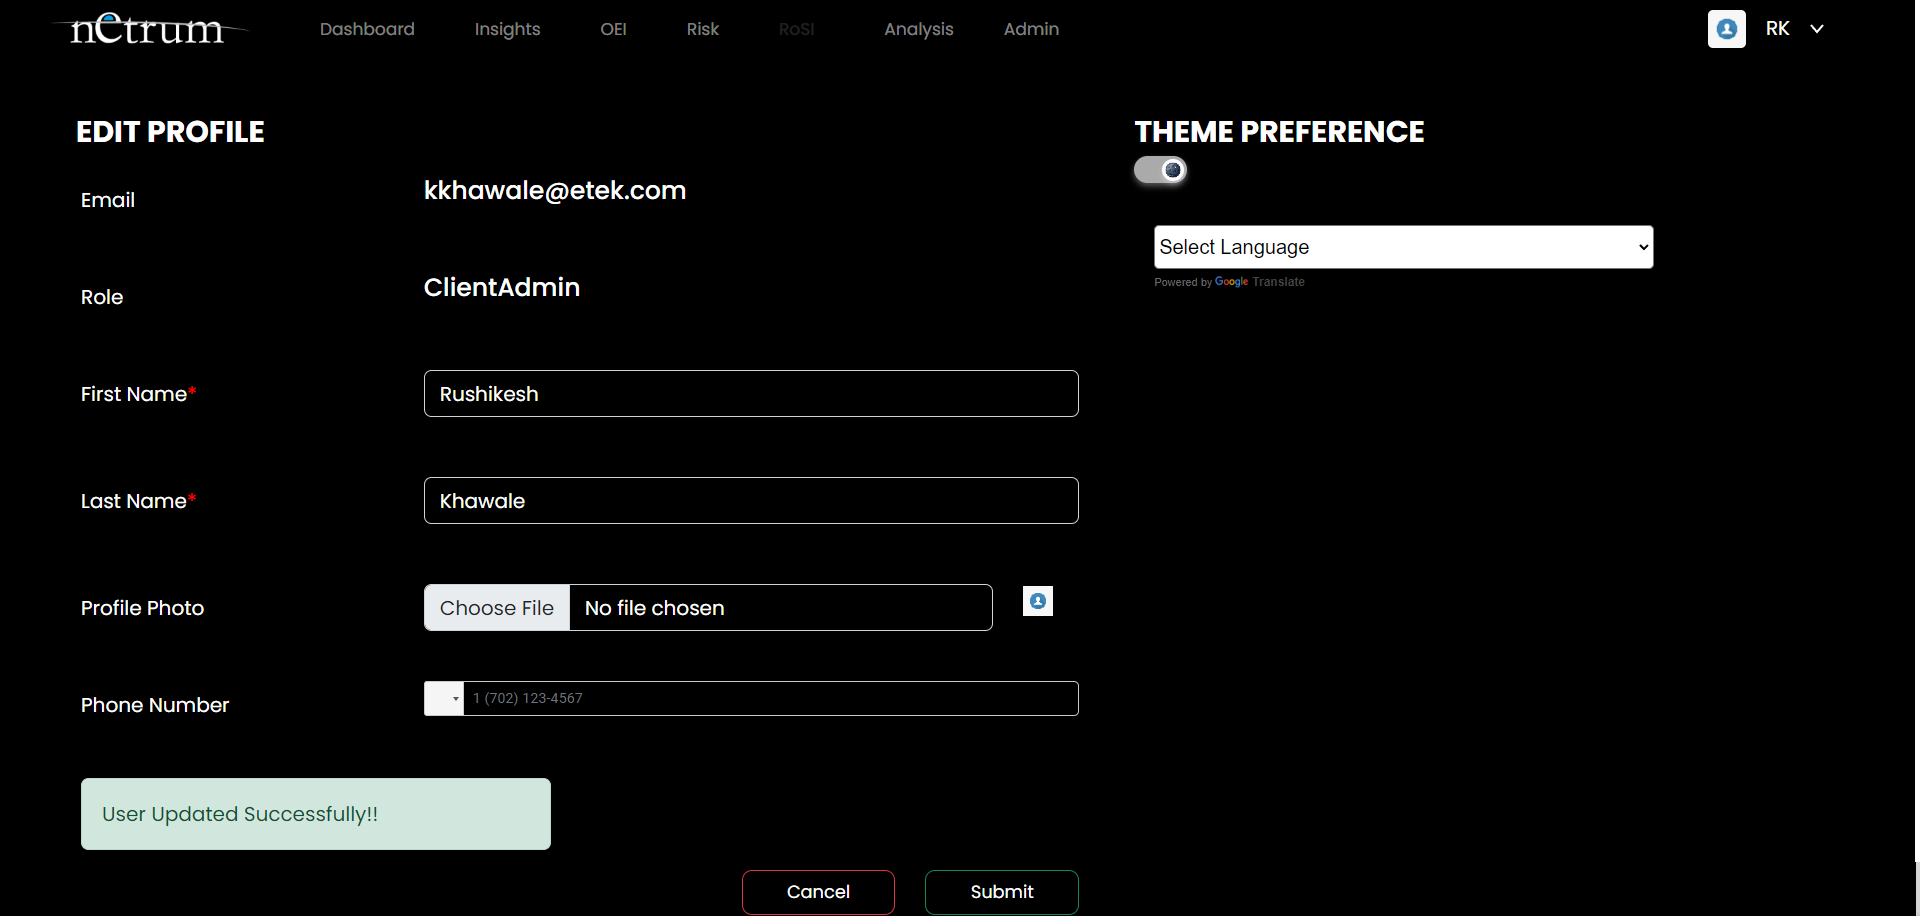 netrum
Dashboard
Insights
OEI
Risk
RoSI
Analysis
Admin
RK
EDIT PROFILE
THEME PREFERENCE
Email
kkhawale@etek.com
Select Language
Powered by Google Translate
Role
ClientAdmin
First Name*
Rushikesh
Last Name*
Khawale
Profile Photo
Choose File
No file chosen
Phone Number
1 (702) 123-4567
User Updated Successfully!!
Cancel
Submit